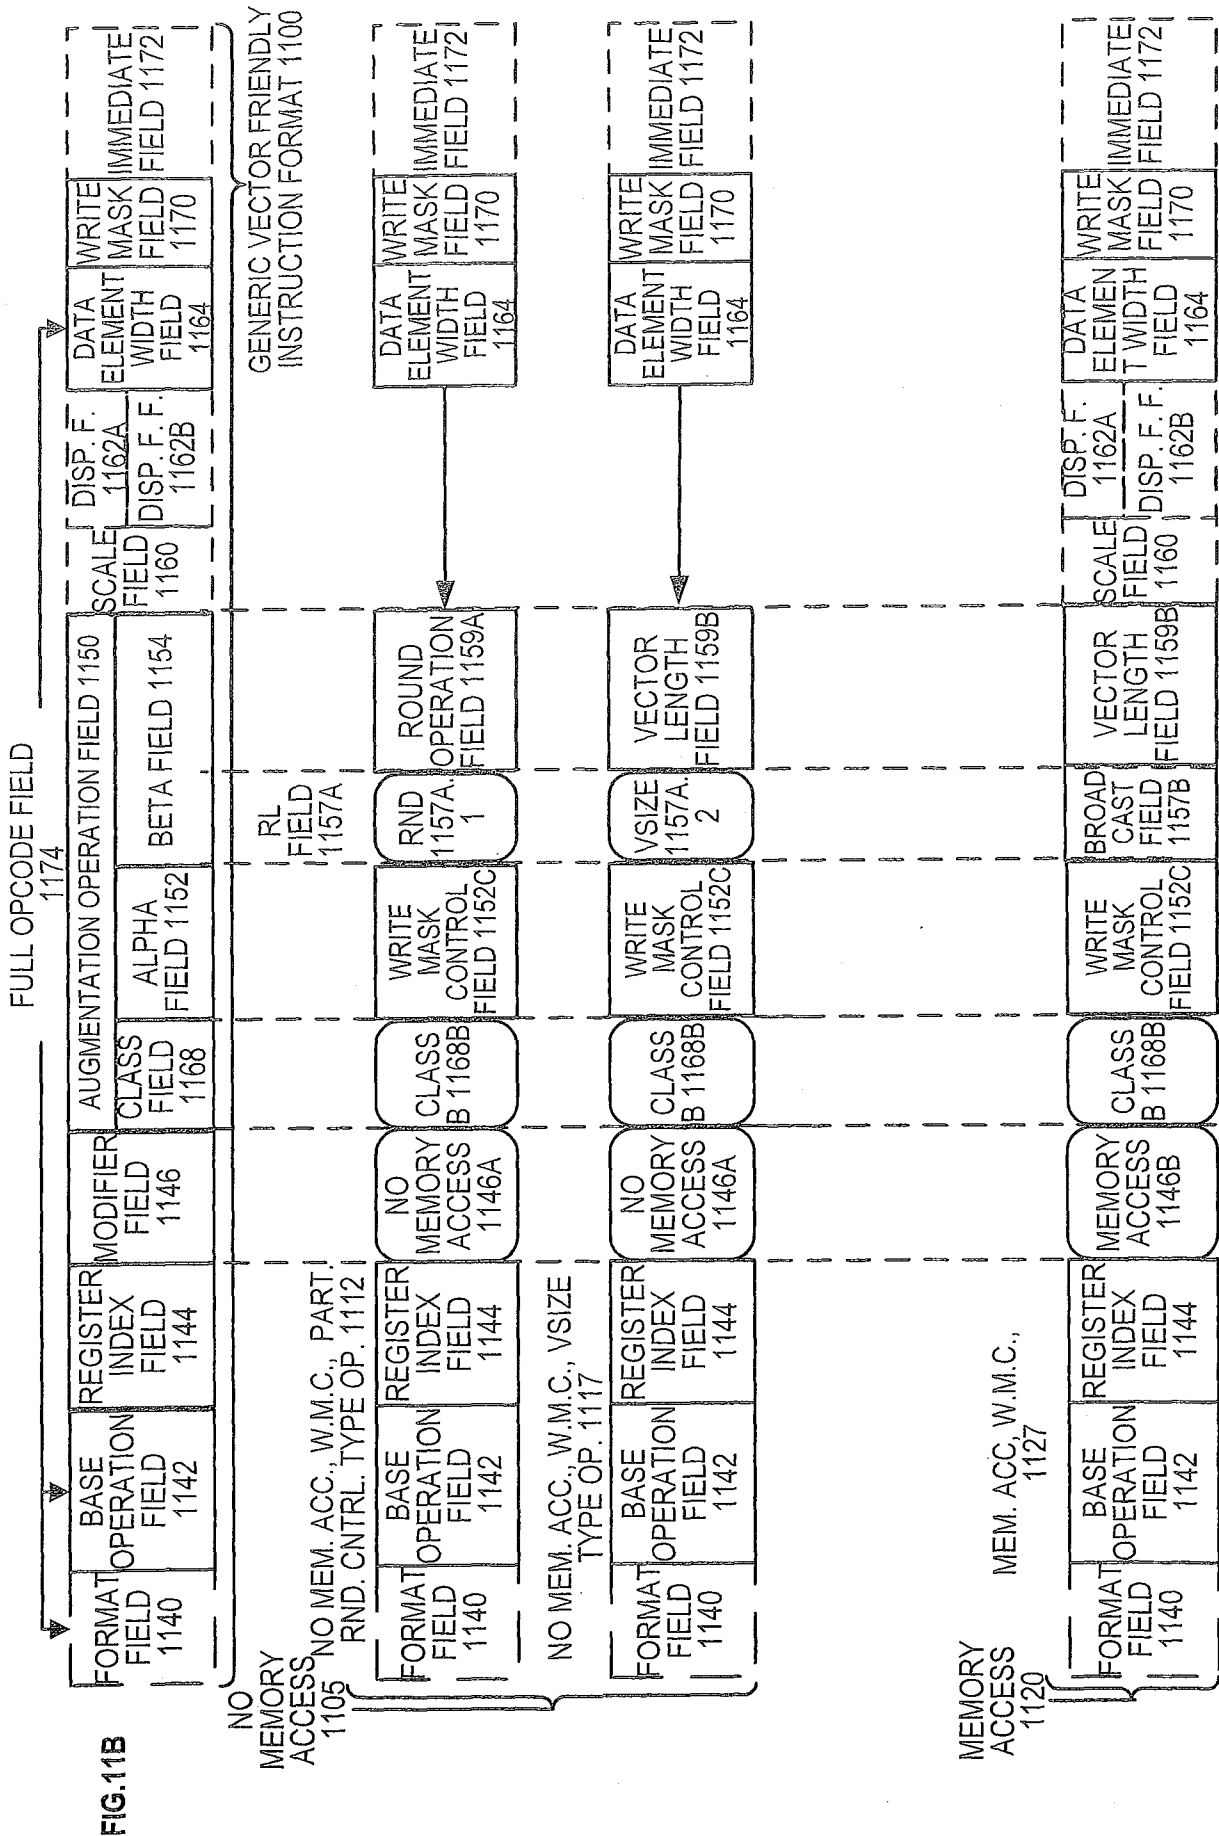 FIG.11B
FULL OPCODE FIELD
1174
FORMAT
FIELD
1140
BASE
OPERATION
FIELD
1142
REGISTER
INDEX
FIELD
1144
MODIFIER
FIELD
1146
AUGMENTATION OPERATION FIELD 1150
CLASS
FIELD
1168
ALPHA
FIELD 1152
BETA FIELD 1154
SCALE
FIELD
1160
DISP. F.
1162A
DISP. F. F.
1162B
DATA
ELEMENT
WIDTH
FIELD
1164
WRITE
MASK
FIELD
1170
IMMEDIATE
FIELD 1172
GENERIC VECTOR FRIENDLY
INSTRUCTION FORMAT 1100
NO
MEMORY
ACCESS
1105
RL
FIELD
1157A
NO MEM. ACC., W.M.C., PART.
RND. CNTRL. TYPE OP. 1112
FORMAT
FIELD
1140
BASE
OPERATION
FIELD
1142
REGISTER
INDEX
FIELD
1144
NO
MEMORY
ACCESS
1146A
CLASS
B 1168B
WRITE
MASK
CONTROL
FIELD 1152C
RND
1157A.
1
ROUND
OPERATION
FIELD 1159A
DATA
ELEMENT
WIDTH
FIELD
1164
WRITE
MASK
FIELD
1170
IMMEDIATE
FIELD 1172
NO MEM. ACC., W.M.C., VSIZE
TYPE OP. 1117
FORMAT
FIELD
1140
BASE
OPERATION
FIELD
1142
REGISTER
INDEX
FIELD
1144
NO
MEMORY
ACCESS
1146A
CLASS
B 1168B
WRITE
MASK
CONTROL
FIELD 1152C
VSIZE
1157A.
2
VECTOR
LENGTH
FIELD 1159B
DATA
ELEMENT
WIDTH
FIELD
1164
WRITE
MASK
FIELD
1170
IMMEDIATE
FIELD 1172
MEMORY
ACCESS
1120
MEM. ACC, W.M.C.,
1127
FORMAT
FIELD
1140
BASE
OPERATION
FIELD
1142
REGISTER
INDEX
FIELD
1144
MEMORY
ACCESS
1146B
CLASS
B 1168B
WRITE
MASK
CONTROL
FIELD 1152C
BROAD
CAST
FIELD
1157B
VECTOR
LENGTH
FIELD 1159B
SCALE
FIELD
1160
DISP. F.
1162A
DISP. F. F.
1162B
DATA
ELEMEN
T WIDTH
FIELD
1164
WRITE
MASK
FIELD
1170
IMMEDIATE
FIELD 1172